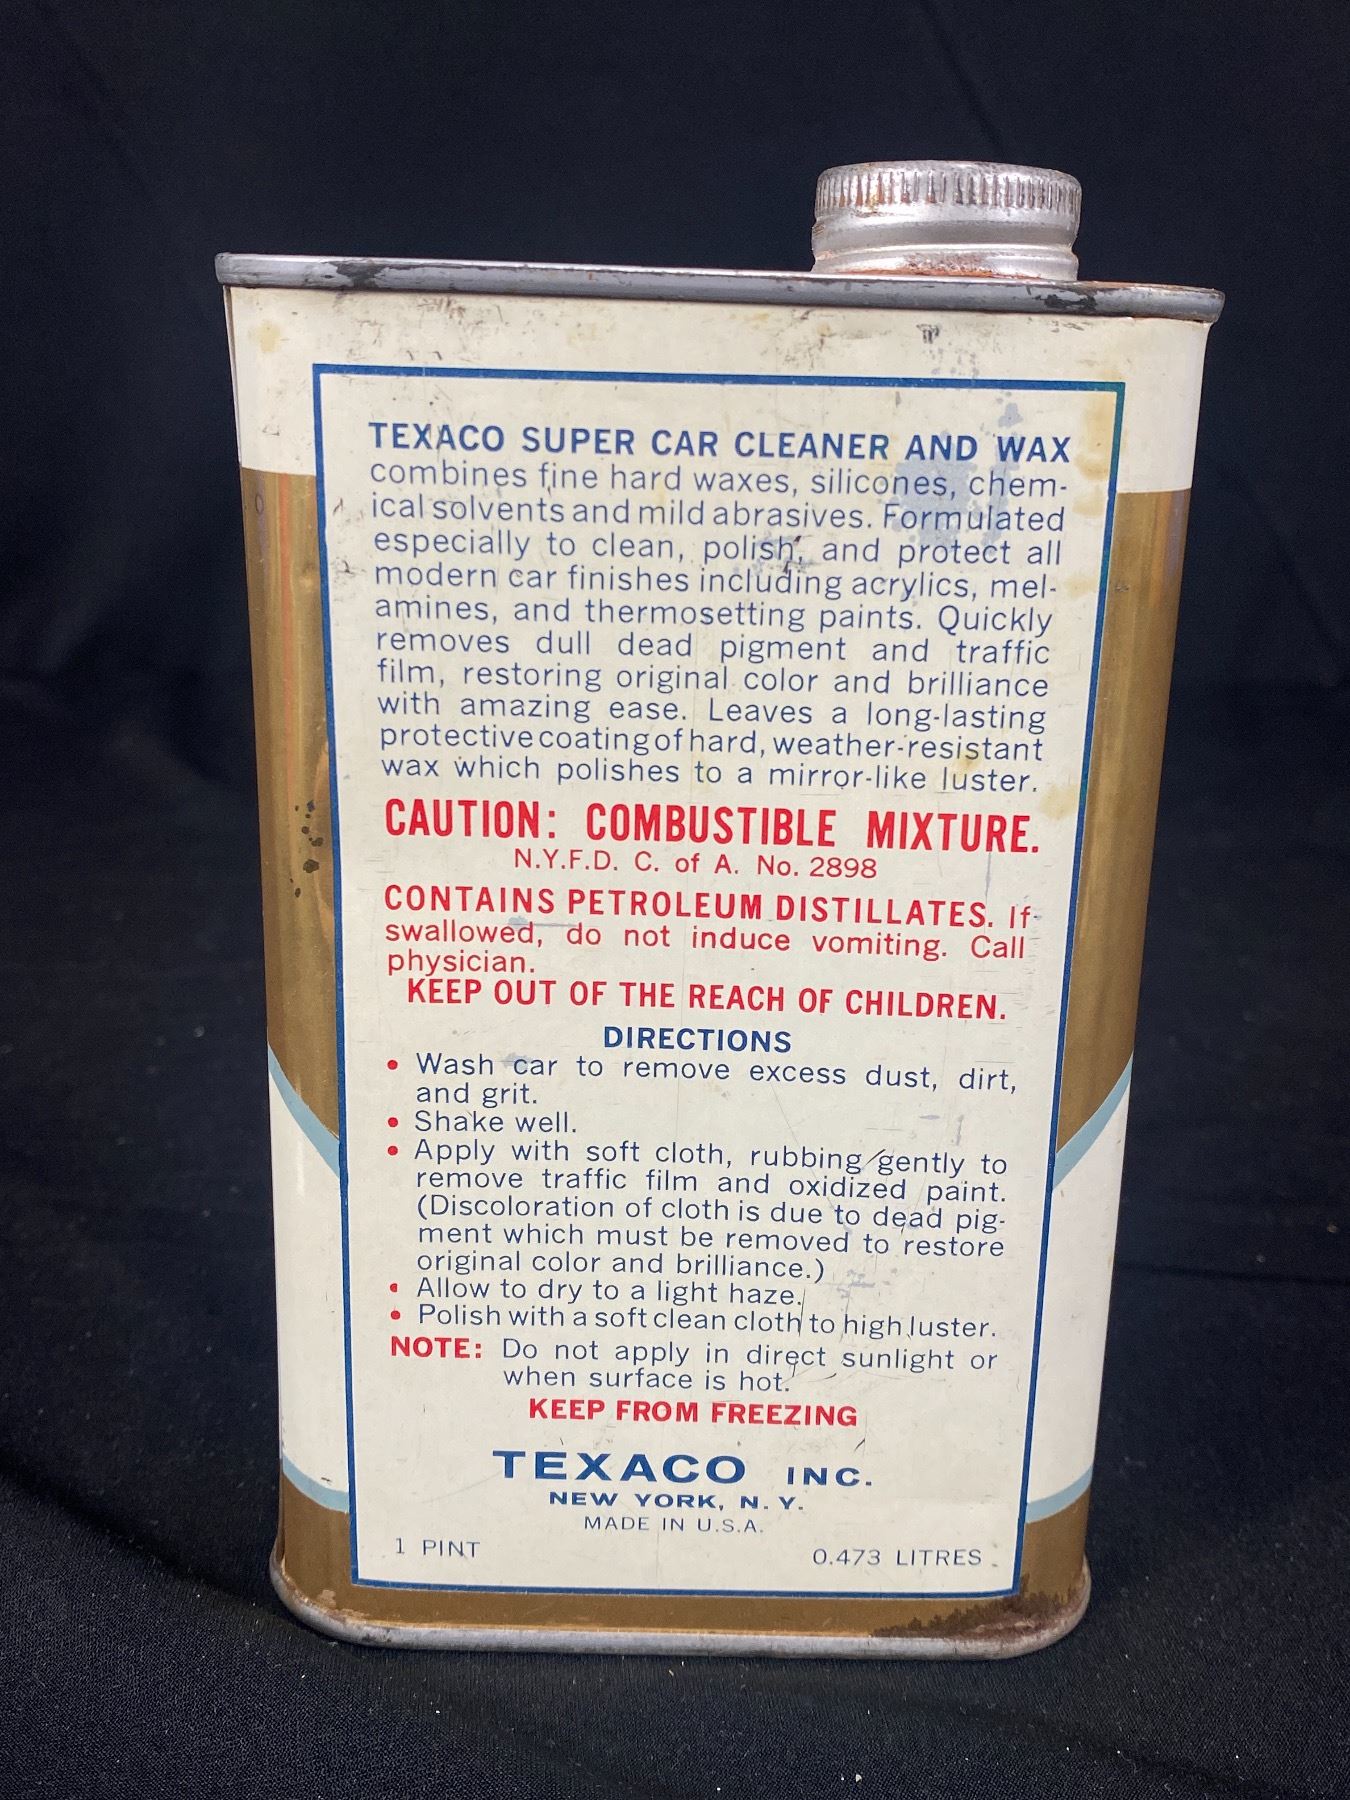 TEXACO SUPER CAR CLEANER AND WAX
combines fine hard waxes, silicones, chem-
ical solvents and mild abrasives. Formulated
especially to clean, polish, and protect all
modern car finishes including acrylics, mel-
amines, and thermosetting paints. Quickly
removes dull dead pigment and traffic
film, restoring original color and brilliance
with amazing ease. Leaves a long-lasting
protective coating of hard, weather-resistant
wax which polishes to a mirror-like luster.
CAUTION: COMBUSTIBLE MIXTURE.
N.Y.F.D. C. of A. No. 2898
CONTAINS PETROLEUM DISTILLATES. If
swallowed, do not induce vomiting. Call
physician.
KEEP OUT OF THE REACH OF CHILDREN.
DIRECTIONS
• Wash car to remove excess dust, dirt,
and grit.
• Shake well.
• Apply with soft cloth, rubbing gently to
remove traffic film and oxidized paint.
(Discoloration of cloth is due to dead pig-
ment which must be removed to restore
original color and brilliance.)
• Allow to dry to a light haze.
• Polish with a soft clean cloth to high luster.
NOTE: Do not apply in direct sunlight or
when surface is hot.
KEEP FROM FREEZING
TEXACO INC.
NEW YORK, N. Y.
MADE IN U.S.A.
1 PINT 0.473 LITRES